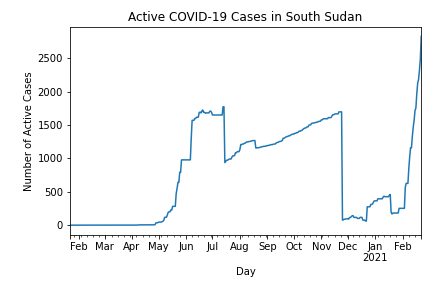 Active COVID-19 Cases in South Sudan
Number of Active Cases
2500
2000
1500
1000
500
0
Feb Mar Apr May Jun Jul Aug Sep Oct Nov Dec Jan Feb
2021
Day